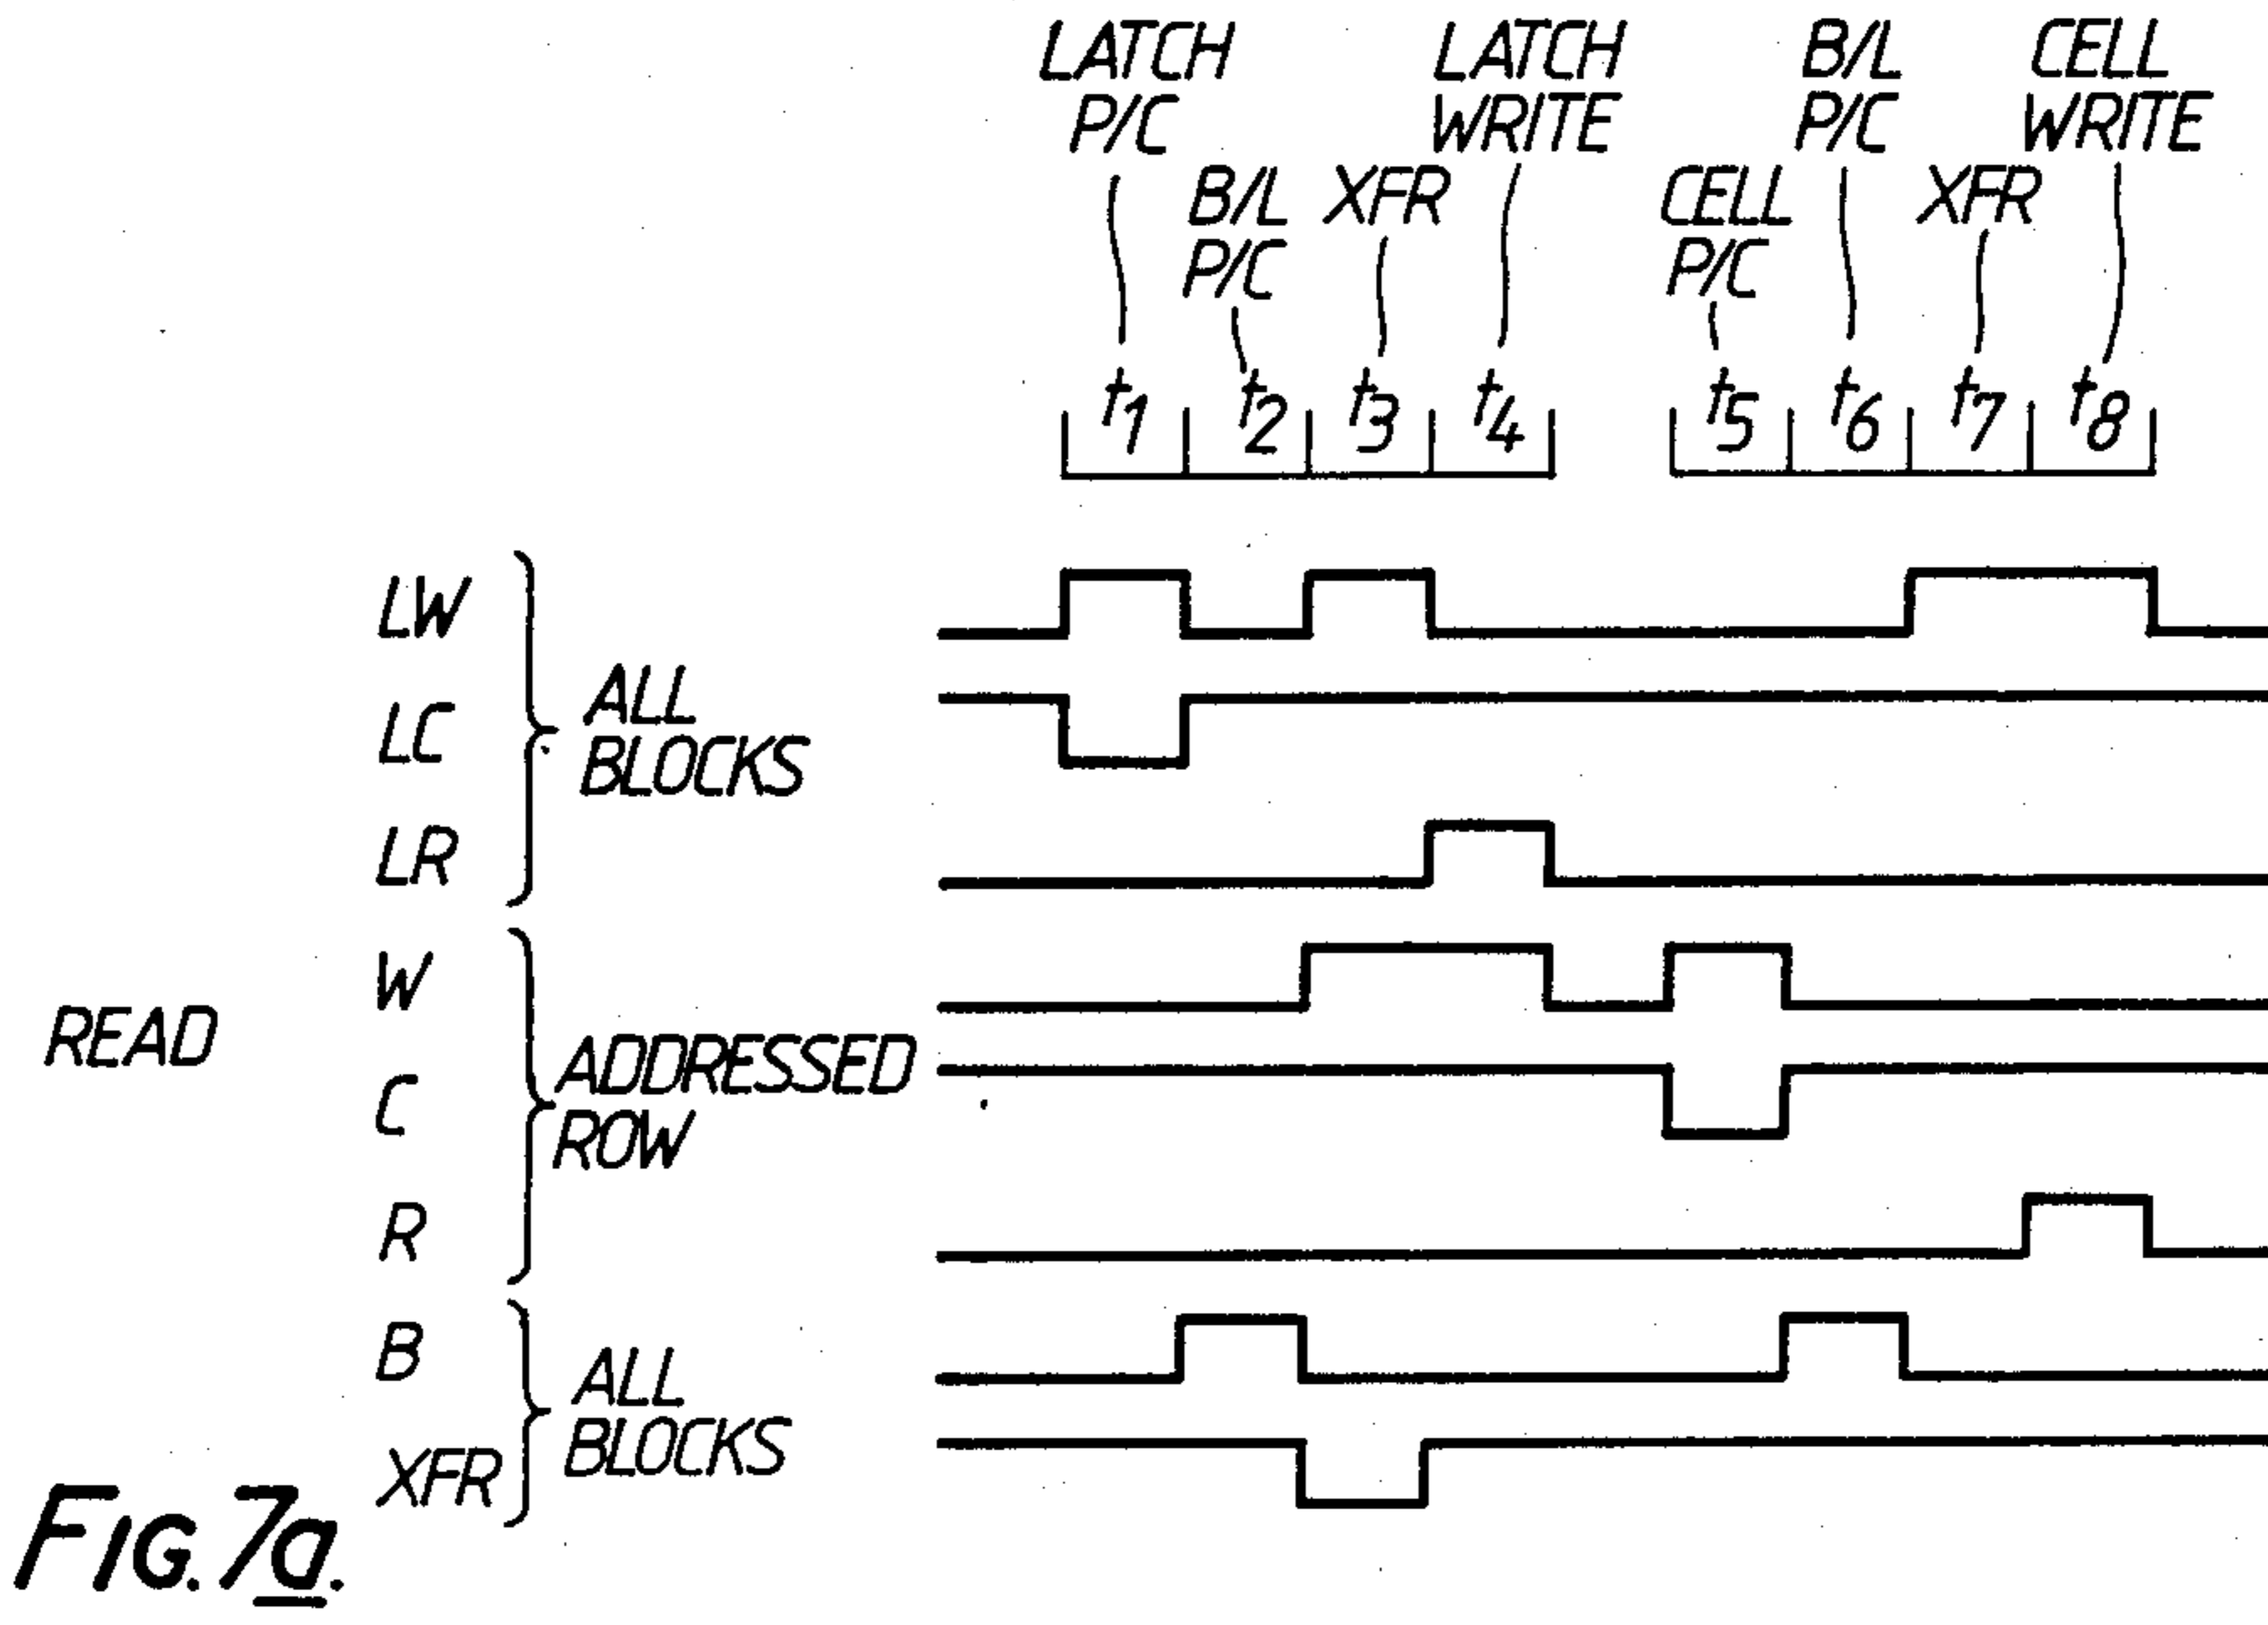 LATCH
P/C
LATCH
WRITE
B/L
P/C
CELL
WRITE
B/L
P/C
XFR
CELL
P/C
XFR
t1 t2 t3 t4 t5 t6 t7 t8
LW
LC
LR
ALL
BLOCKS
READ
W
C
R
ADDRESSED
ROW
B
XFR
ALL
BLOCKS
FIG. 7a.